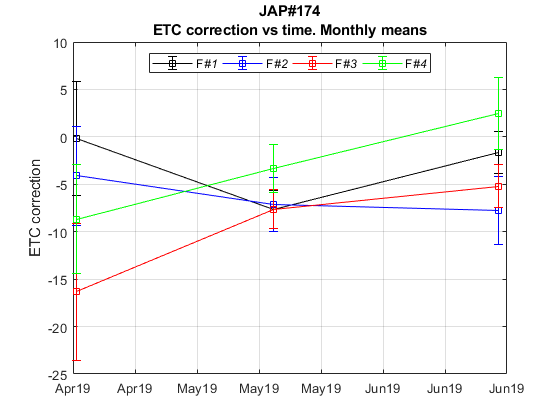 JAP#174
ETC correction vs time. Monthly means
F#1 F#2 F#3 F#4
10
5
0
-5
-10
-15
-20
-25
ETC correction
Apr19 Apr19 May19 May19 May19 Jun19 Jun19 Jun19